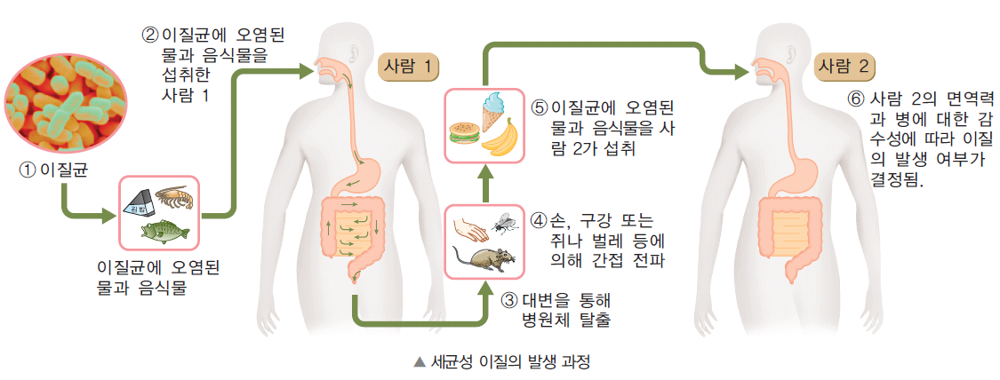 ② 이질균에 오염된
물과 음식물을
섭취한
사람 1
사람 1
사람 2
① 이질균
김밥
이질균에 오염된
물과 음식물
⑤ 이질균에 오염된
물과 음식물을 사
람 2가 섭취
④ 손, 구강 또는
쥐나 벌레 등에
의해 간접 전파
③ 대변을 통해
병원체 탈출
⑥ 사람 2의 면역력
과 병에 대한 감
수성에 따라 이질
의 발생 여부가
결정됨.
▲ 세균성 이질의 발생 과정